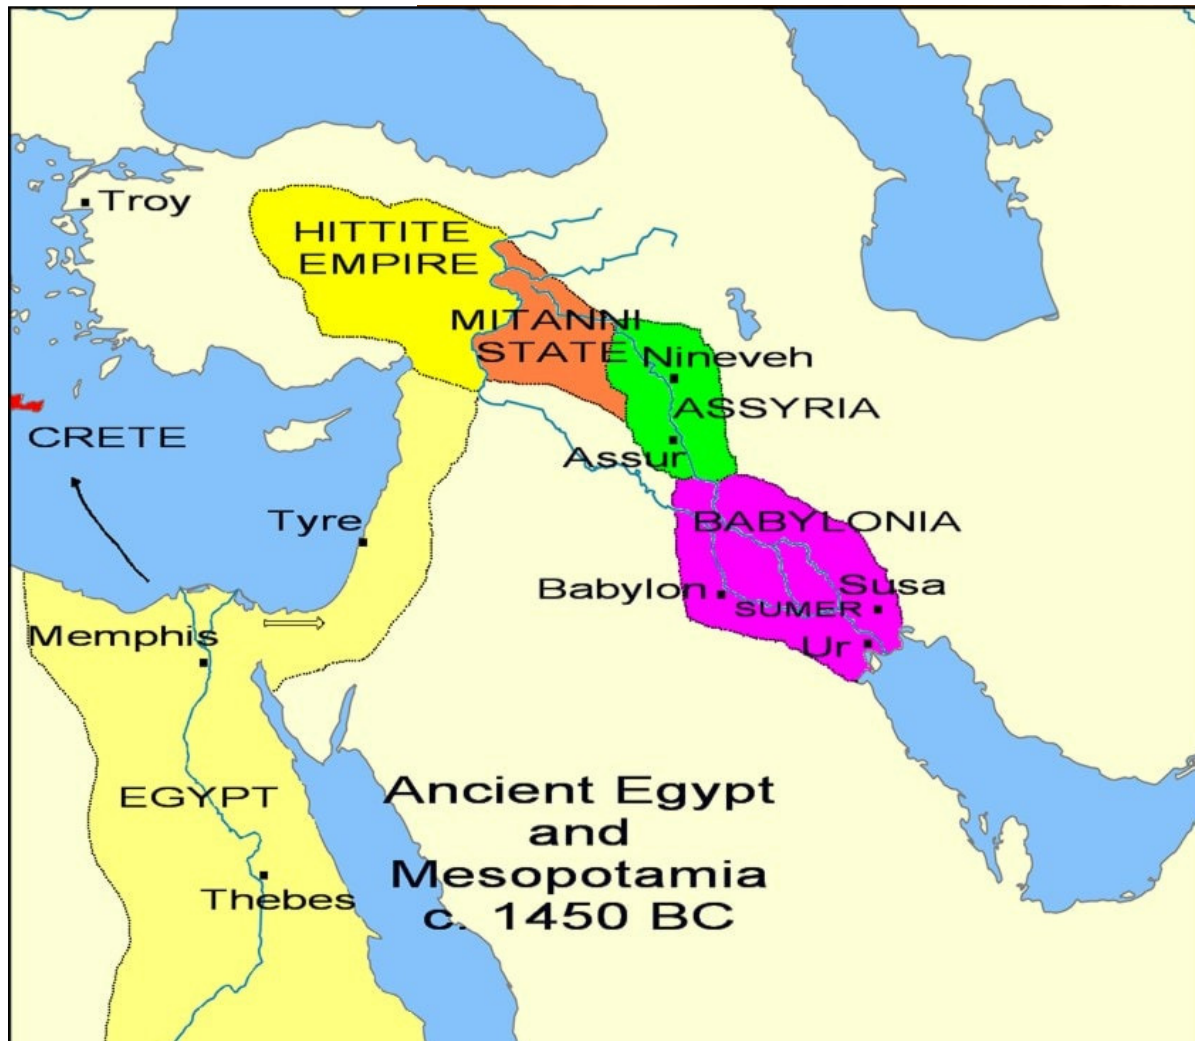 Troy
HITTITE
EMPIRE
MITANNI
STATE
Nineveh
ASSYRIA
CRETE
Assur
Tyre
BABYLONIA
Babylon
Susa
SUMER
Memphis
Ur
EGYPT
Thebes
Ancient Egypt
and
Mesopotamia
c. 1450 BC